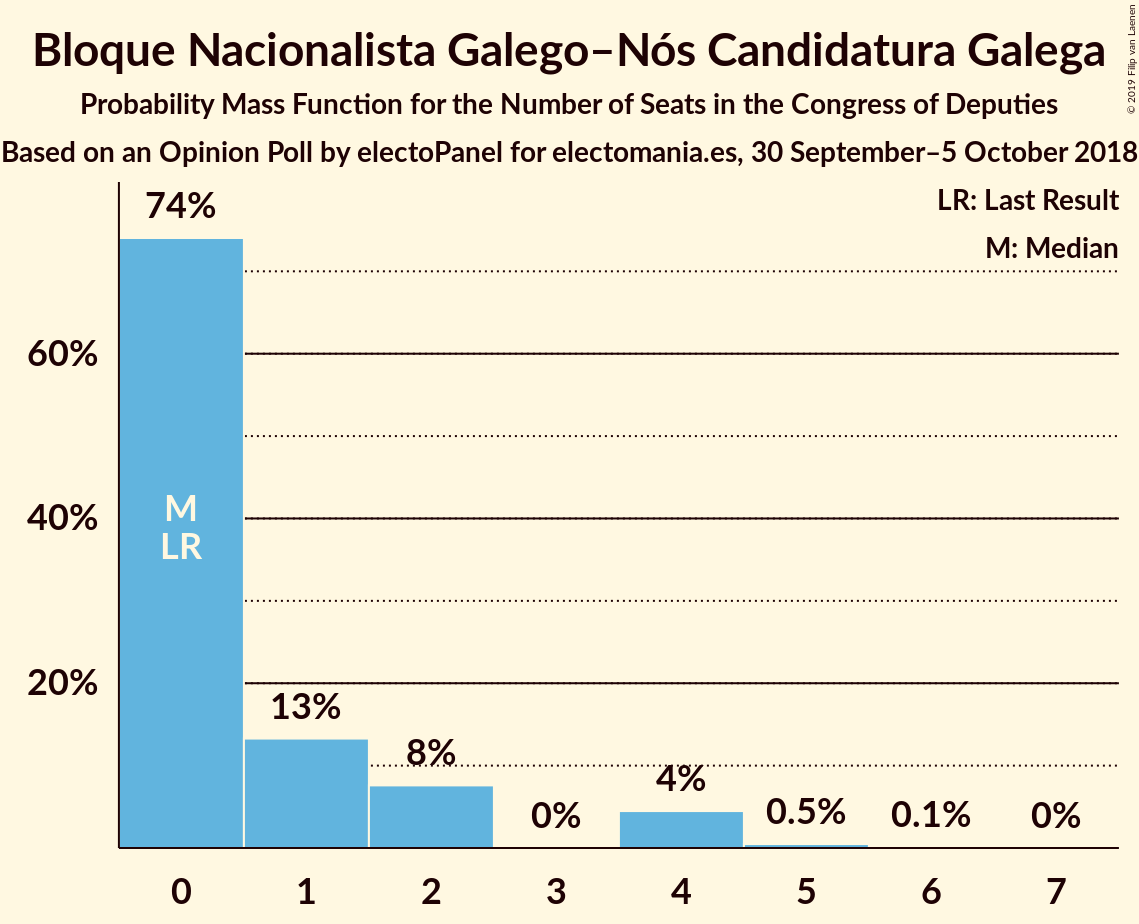 Bloque Nacionalista Galego–Nós Candidatura Galega
Probability Mass Function for the Number of Seats in the Congress of Deputies
Based on an Opinion Poll by electoPanel for electomania.es, 30 September–5 October 2018
© 2019 Filip van Laenen
LR: Last Result
M: Median
74%
60%
40%
20%
M
LR
13%
8%
0%
4%
0.5%
0.1%
0%
0 1 2 3 4 5 6 7